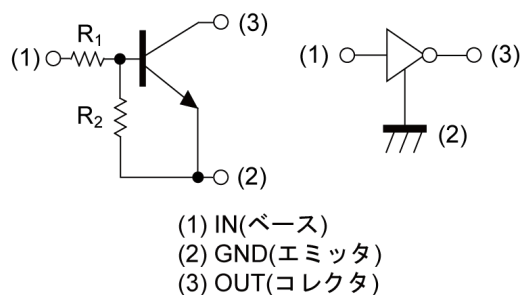 (3)
R1
(1)
R2
(2)
(1)
(3)
(2)
(1) IN(ベース)
(2) GND(エミッタ)
(3) OUT(コレクタ)